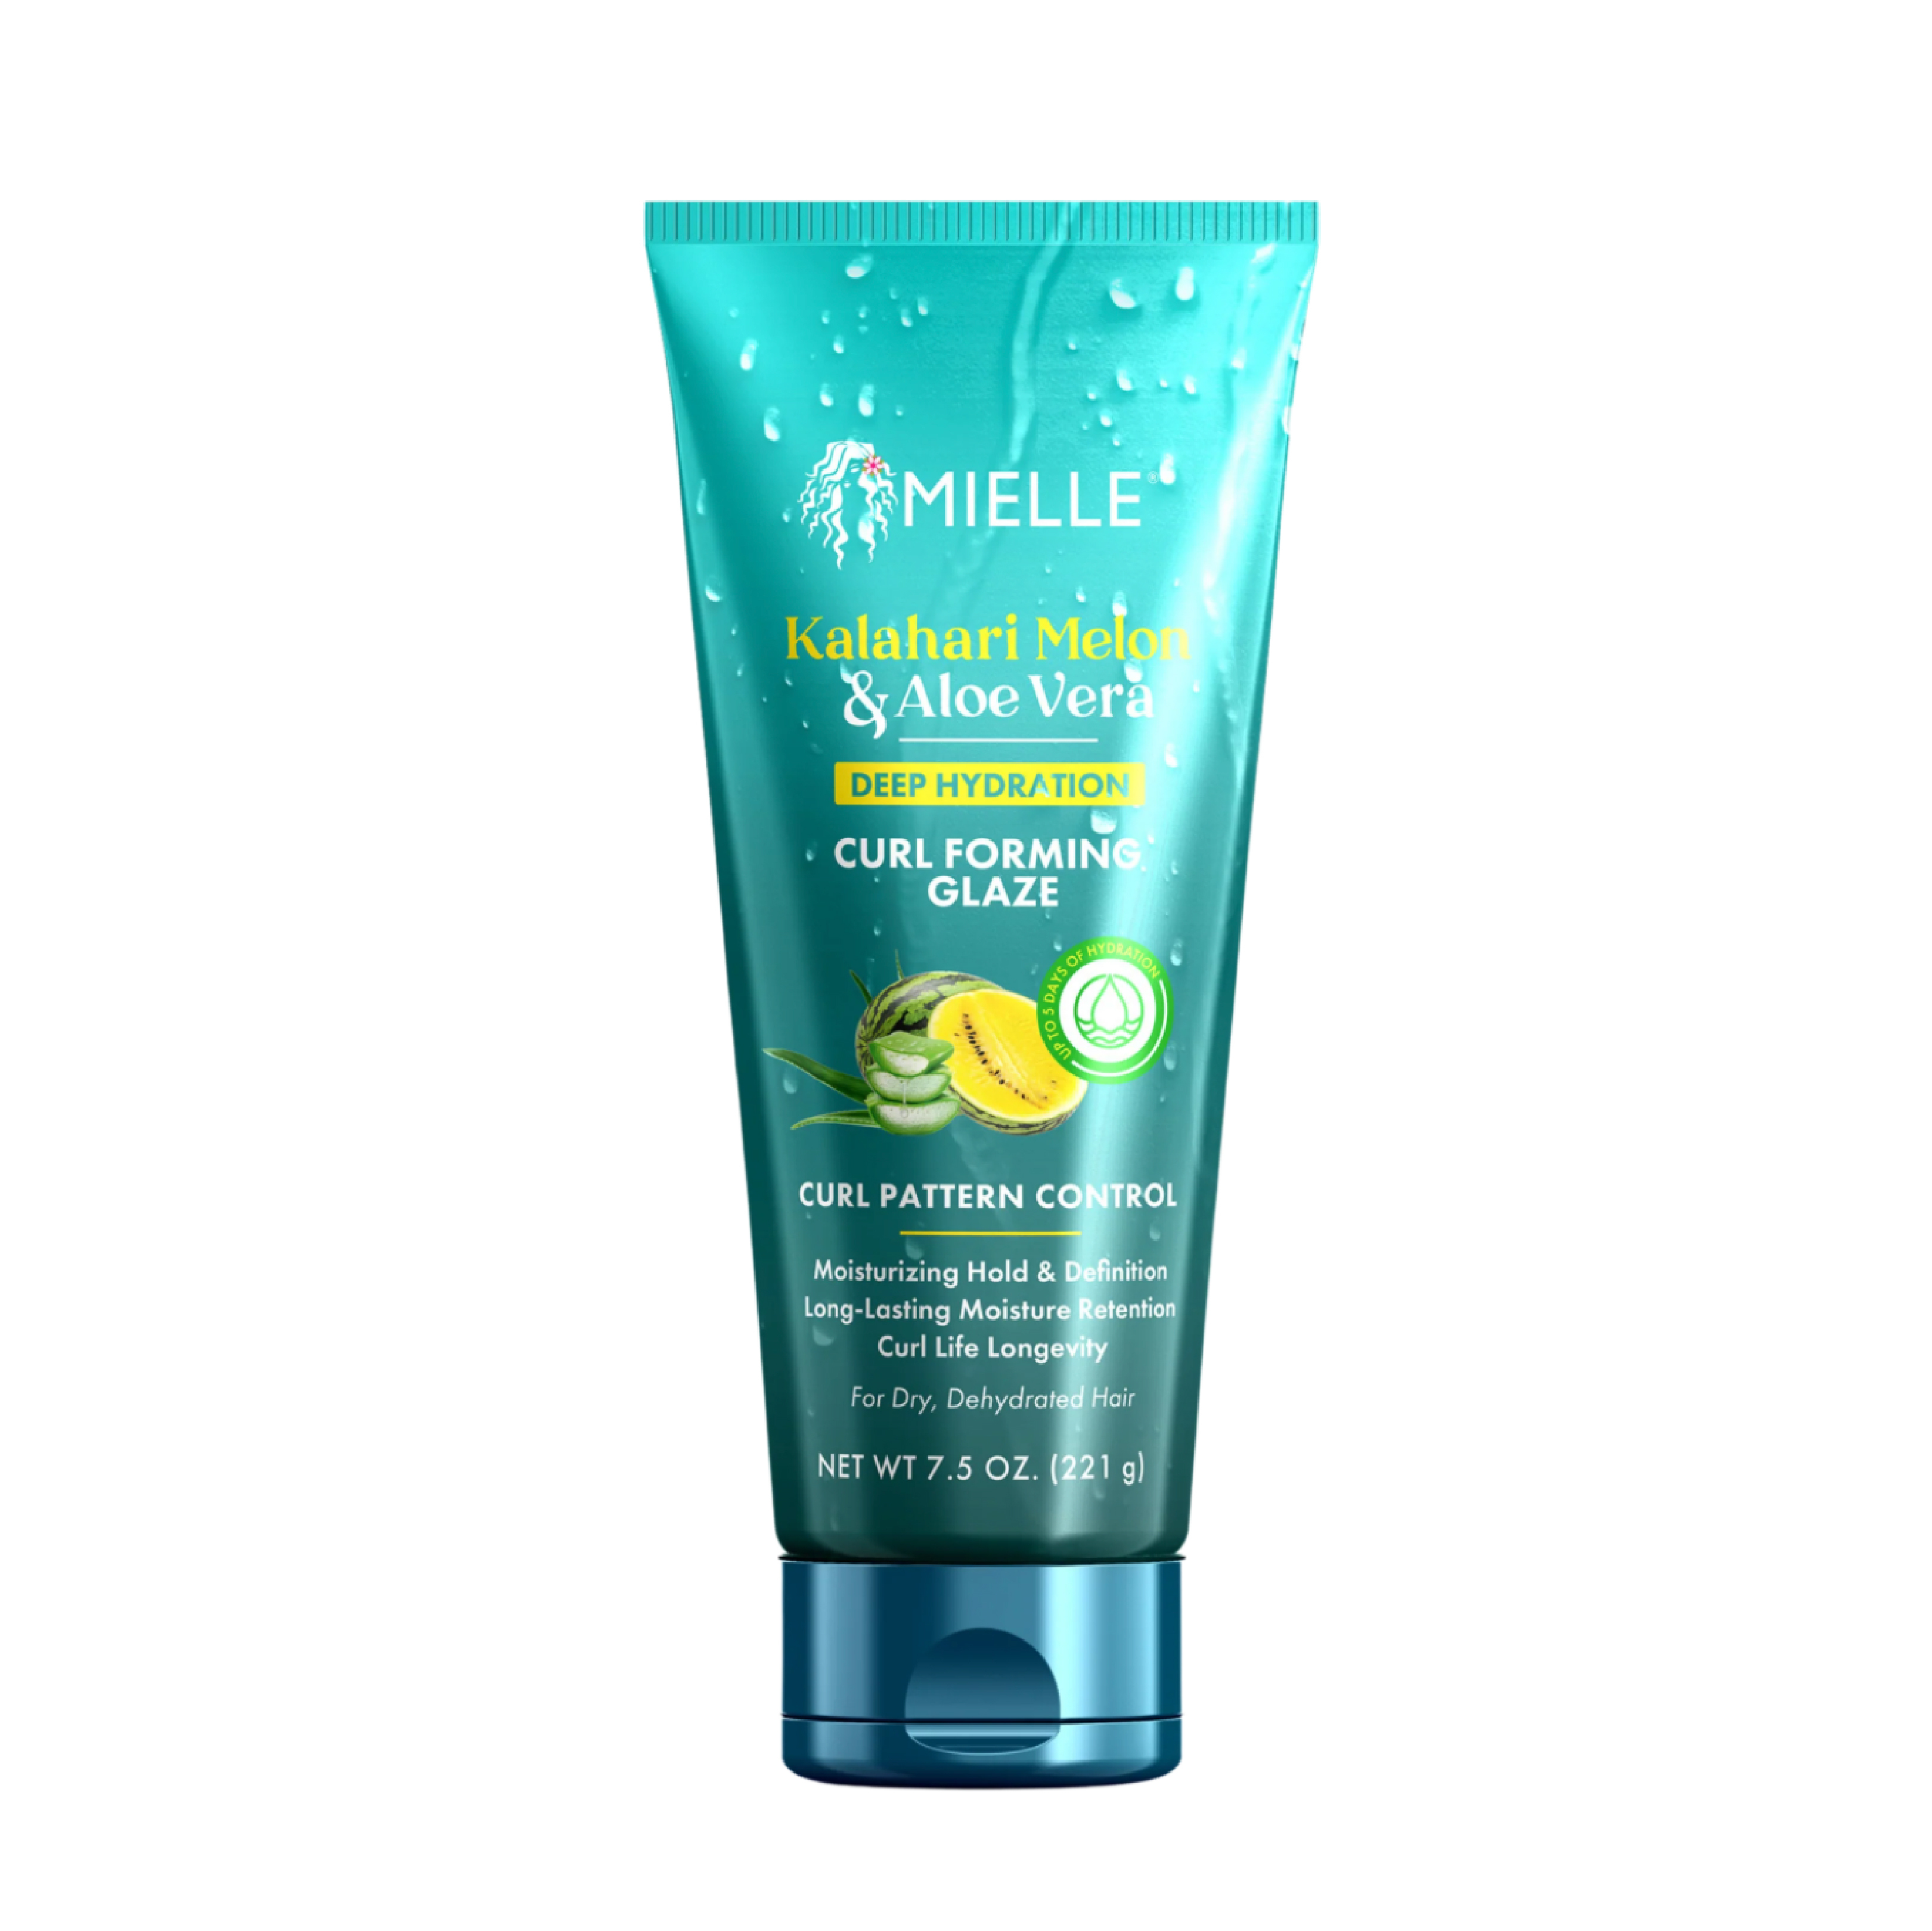 MIELLE®
Kalahari Melon
& Aloe Vera
DEEP HYDRATION
CURL FORMING
GLAZE
UP TO 5 DAYS OF HYDRATION
CURL PATTERN CONTROL
Moisturizing Hold & Definition
Long-Lasting Moisture Retention
Curl Life Longevity
For Dry, Dehydrated Hair
NET WT 7.5 OZ. (221 g)